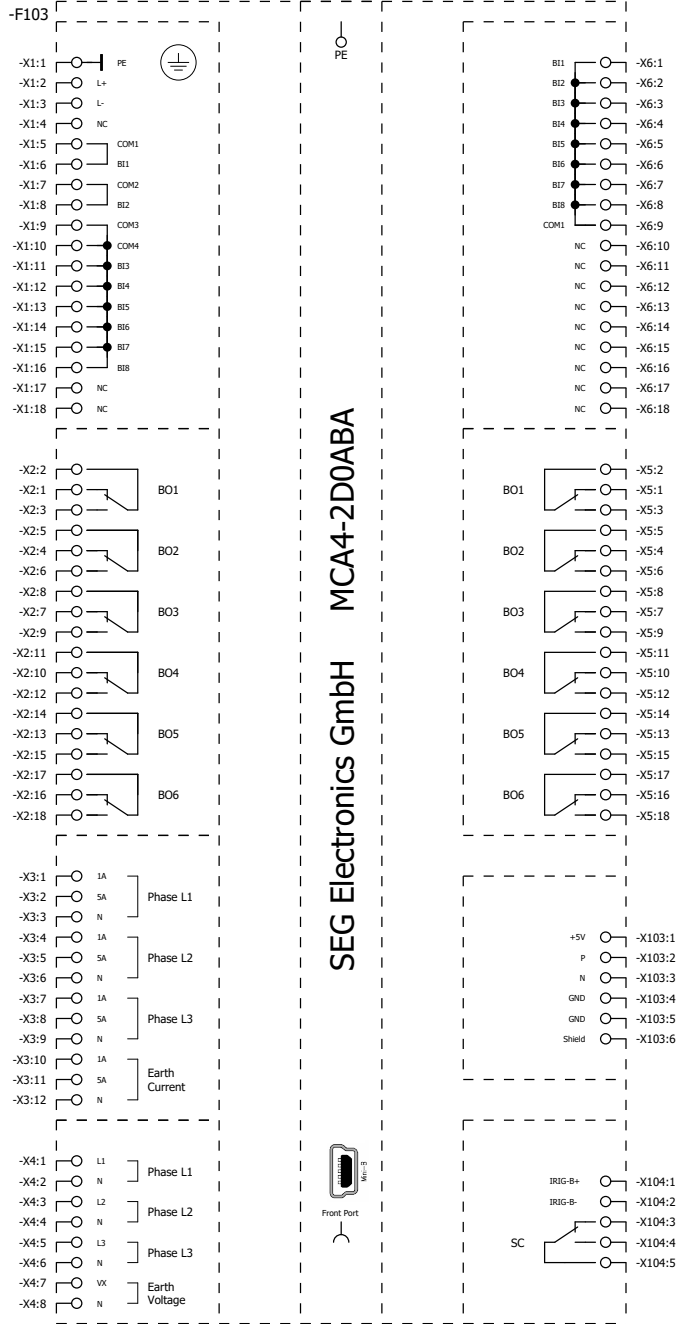 -F103
-X1:1 PE
-X1:2 L+
-X1:3 L-
-X1:4 NC
-X1:5 COM1
-X1:6 BI1
-X1:7 COM2
-X1:8 BI2
-X1:9 COM3
-X1:10 COM4
-X1:11 BI3
-X1:12 BI4
-X1:13 BI5
-X1:14 BI6
-X1:15 BI7
-X1:16 BI8
-X1:17 NC
-X1:18 NC
-X2:2
-X2:1 BO1
-X2:3
-X2:5
-X2:4 BO2
-X2:6
-X2:8
-X2:7 BO3
-X2:9
-X2:11
-X2:10 BO4
-X2:12
-X2:14
-X2:13 BO5
-X2:15
-X2:17
-X2:16 BO6
-X2:18
-X3:1 1A
-X3:2 5A Phase L1
-X3:3 N
-X3:4 1A
-X3:5 5A Phase L2
-X3:6 N
-X3:7 1A
-X3:8 5A Phase L3
-X3:9 N
-X3:10 1A
-X3:11 5A
Earth
Current
-X3:12 N
-X4:1 L1
Phase L1
-X4:2 N
-X4:3 L2
Phase L2
-X4:4 N
-X4:5 L3
Phase L3
-X4:6 N
-X4:7 VX
Earth
Voltage
-X4:8 N
PE
SEG Electronics GmbH MCA4-2D0ABA
Mini-B
Front Port
BI1 -X6:1
BI2 -X6:2
BI3 -X6:3
BI4 -X6:4
BI5 -X6:5
BI6 -X6:6
BI7 -X6:7
BI8 -X6:8
COM1 -X6:9
NC -X6:10
NC -X6:11
NC -X6:12
NC -X6:13
NC -X6:14
NC -X6:15
NC -X6:16
NC -X6:17
NC -X6:18
-X5:2
BO1 -X5:1
-X5:3
-X5:5
BO2 -X5:4
-X5:6
-X5:8
BO3 -X5:7
-X5:9
-X5:11
BO4 -X5:10
-X5:12
-X5:14
BO5 -X5:13
-X5:15
-X5:17
BO6 -X5:16
-X5:18
+5V -X103:1
P -X103:2
N -X103:3
GND -X103:4
GND -X103:5
Shield -X103:6
IRIG-B+ -X104:1
IRIG-B- -X104:2
-X104:3
SC -X104:4
-X104:5